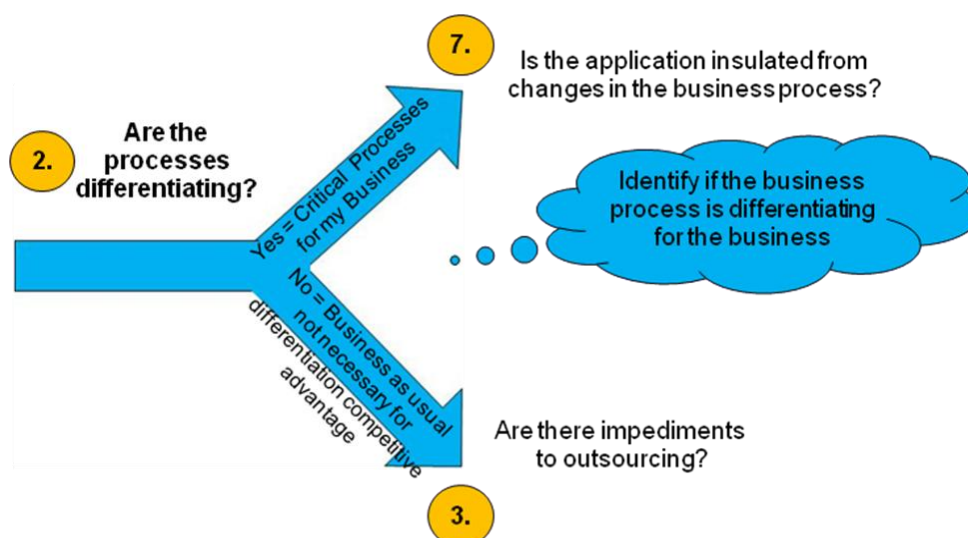 7.
Is the application insulated from
changes in the business process?
2.
Are the
processes
differentiating?
Yes = Critical Processes
for my Business
Identify if the business
process is differentiating
for the business
No = Business as usual
not necessary for
differentiation competitive
advantage
Are there impediments
to outsourcing?
3.